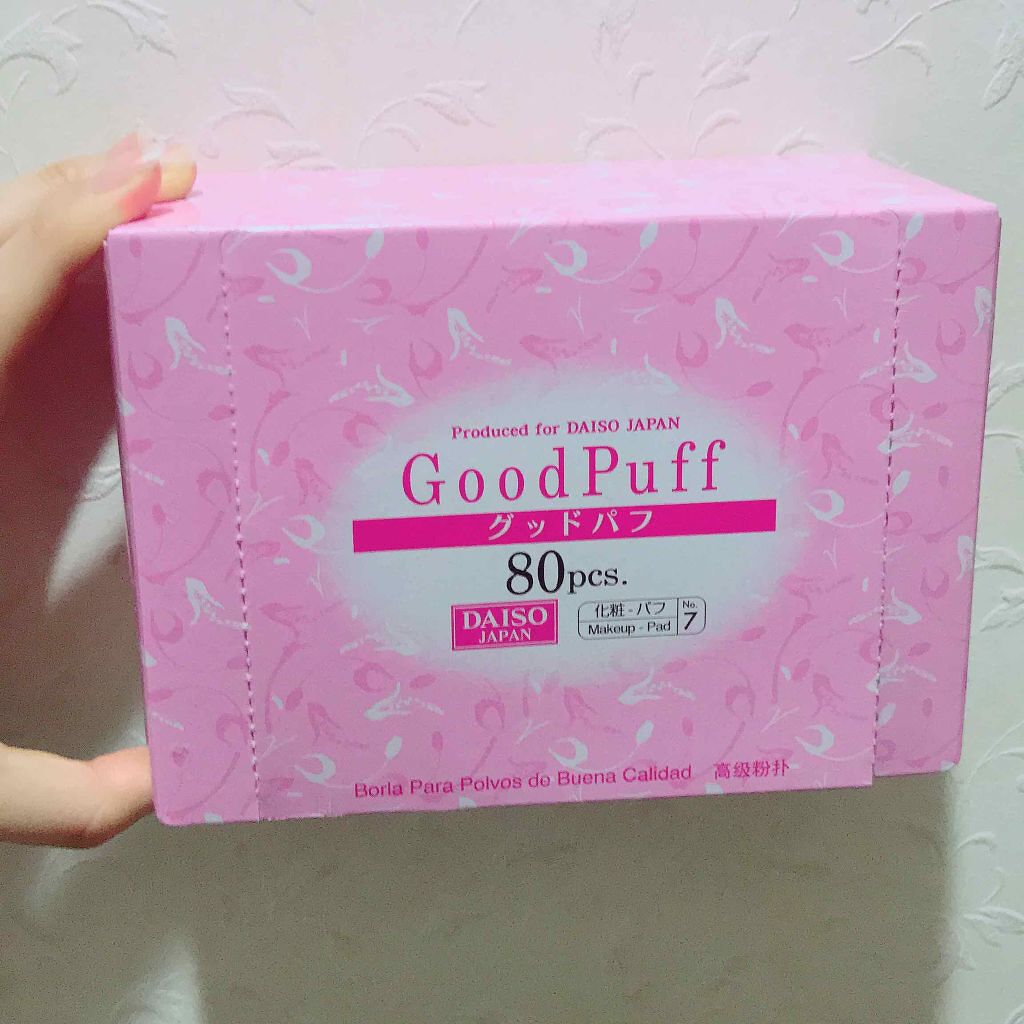 Produced for DAISO JAPAN
GoodPuff
グッドパフ
80pcs.
DAISO
JAPAN
化粧-パフ
Makeup - Pad
No.
7
Borla Para Polvos de Buena Calidad 高级粉扑